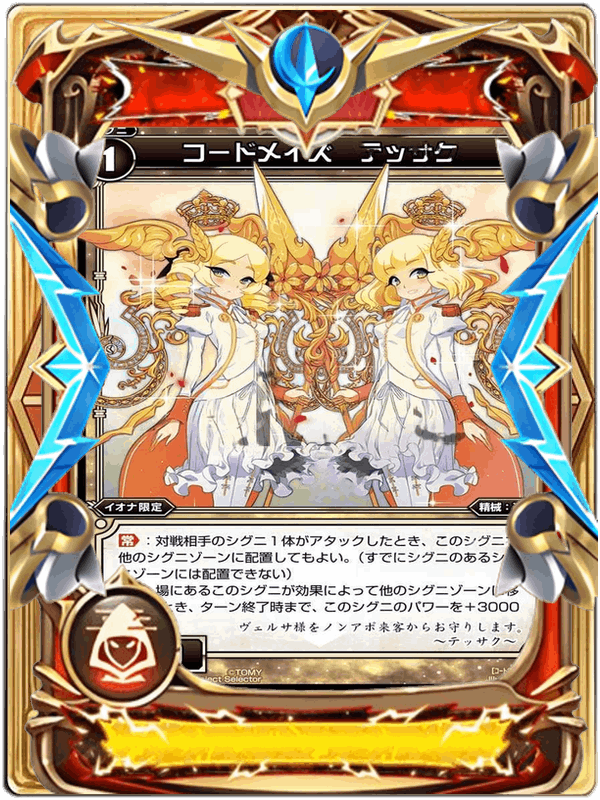 1
コードメイズ テッサク
イオナ限定
精械:
常:対戦相手のシグニ1体がアタックしたとき、このシグニ
他のシグニゾーンに配置してもよい。(すでにシグニのあるシ
ゾーンには配置できない)
場にあるこのシグニが効果によって他のシグニゾーンに移
とき、ターン終了時まで、このシグニのパワーを+3000
ヴェルサ様をノンアポ来客からお守りします。
~テッサク~
©TOMY
ject Selector